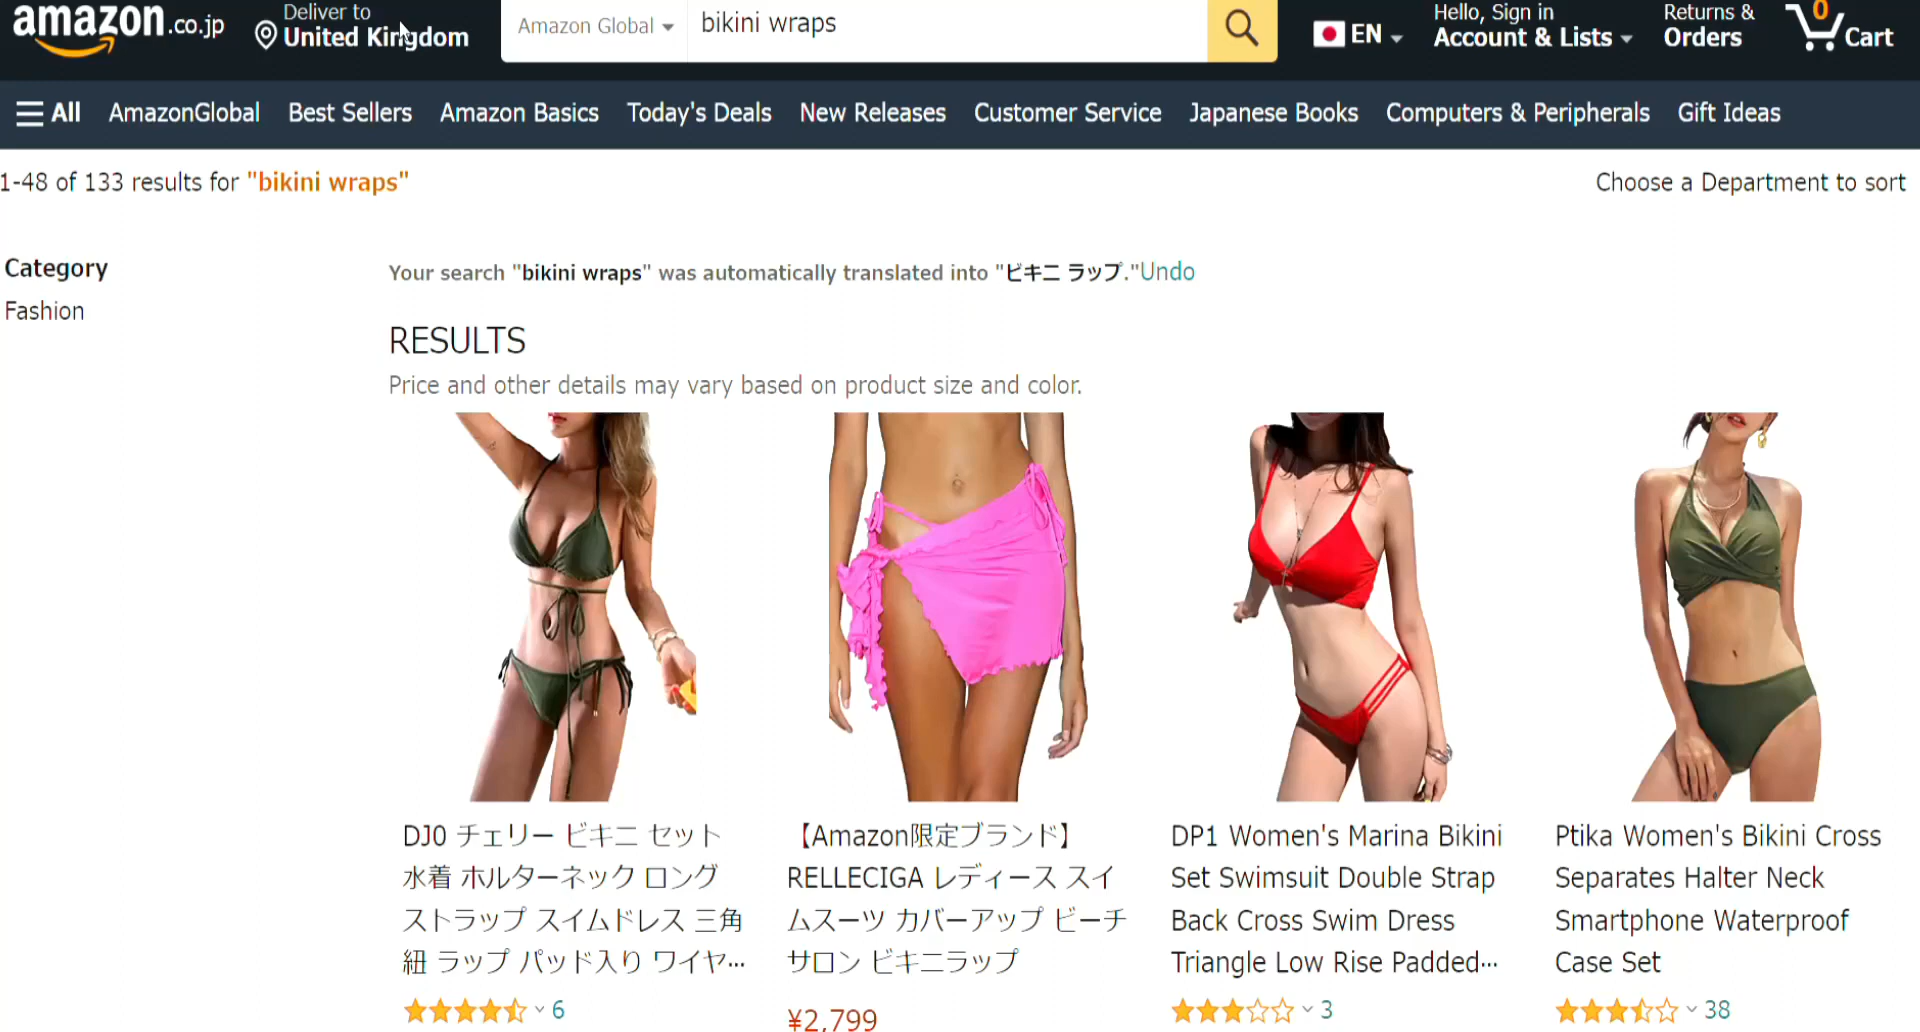 amazon.co.jp
Deliver to
United Kingdom
Amazon Global
bikini wraps
EN
Hello, Sign in
Account & Lists
Returns &
Orders
0
Cart
All AmazonGlobal Best Sellers Amazon Basics Today's Deals New Releases Customer Service Japanese Books Computers & Peripherals Gift Ideas
1-48 of 133 results for "bikini wraps"
Choose a Department to sort
Category
Fashion
Your search "bikini wraps" was automatically translated into "ビキニ ラップ."Undo
RESULTS
Price and other details may vary based on product size and color.
DJ0 チェリー ビキニ セット
水着 ホルターネック ロング
ストラップ スイムドレス 三角
紐 ラップ パッド入り ワイヤ…
6
【Amazon限定ブランド】
RELLECIGA レディース スイ
ムスーツ カバーアップ ビーチ
サロン ビキニラップ
¥2,799
DP1 Women's Marina Bikini
Set Swimsuit Double Strap
Back Cross Swim Dress
Triangle Low Rise Padded…
3
Ptika Women's Bikini Cross
Separates Halter Neck
Smartphone Waterproof
Case Set
38